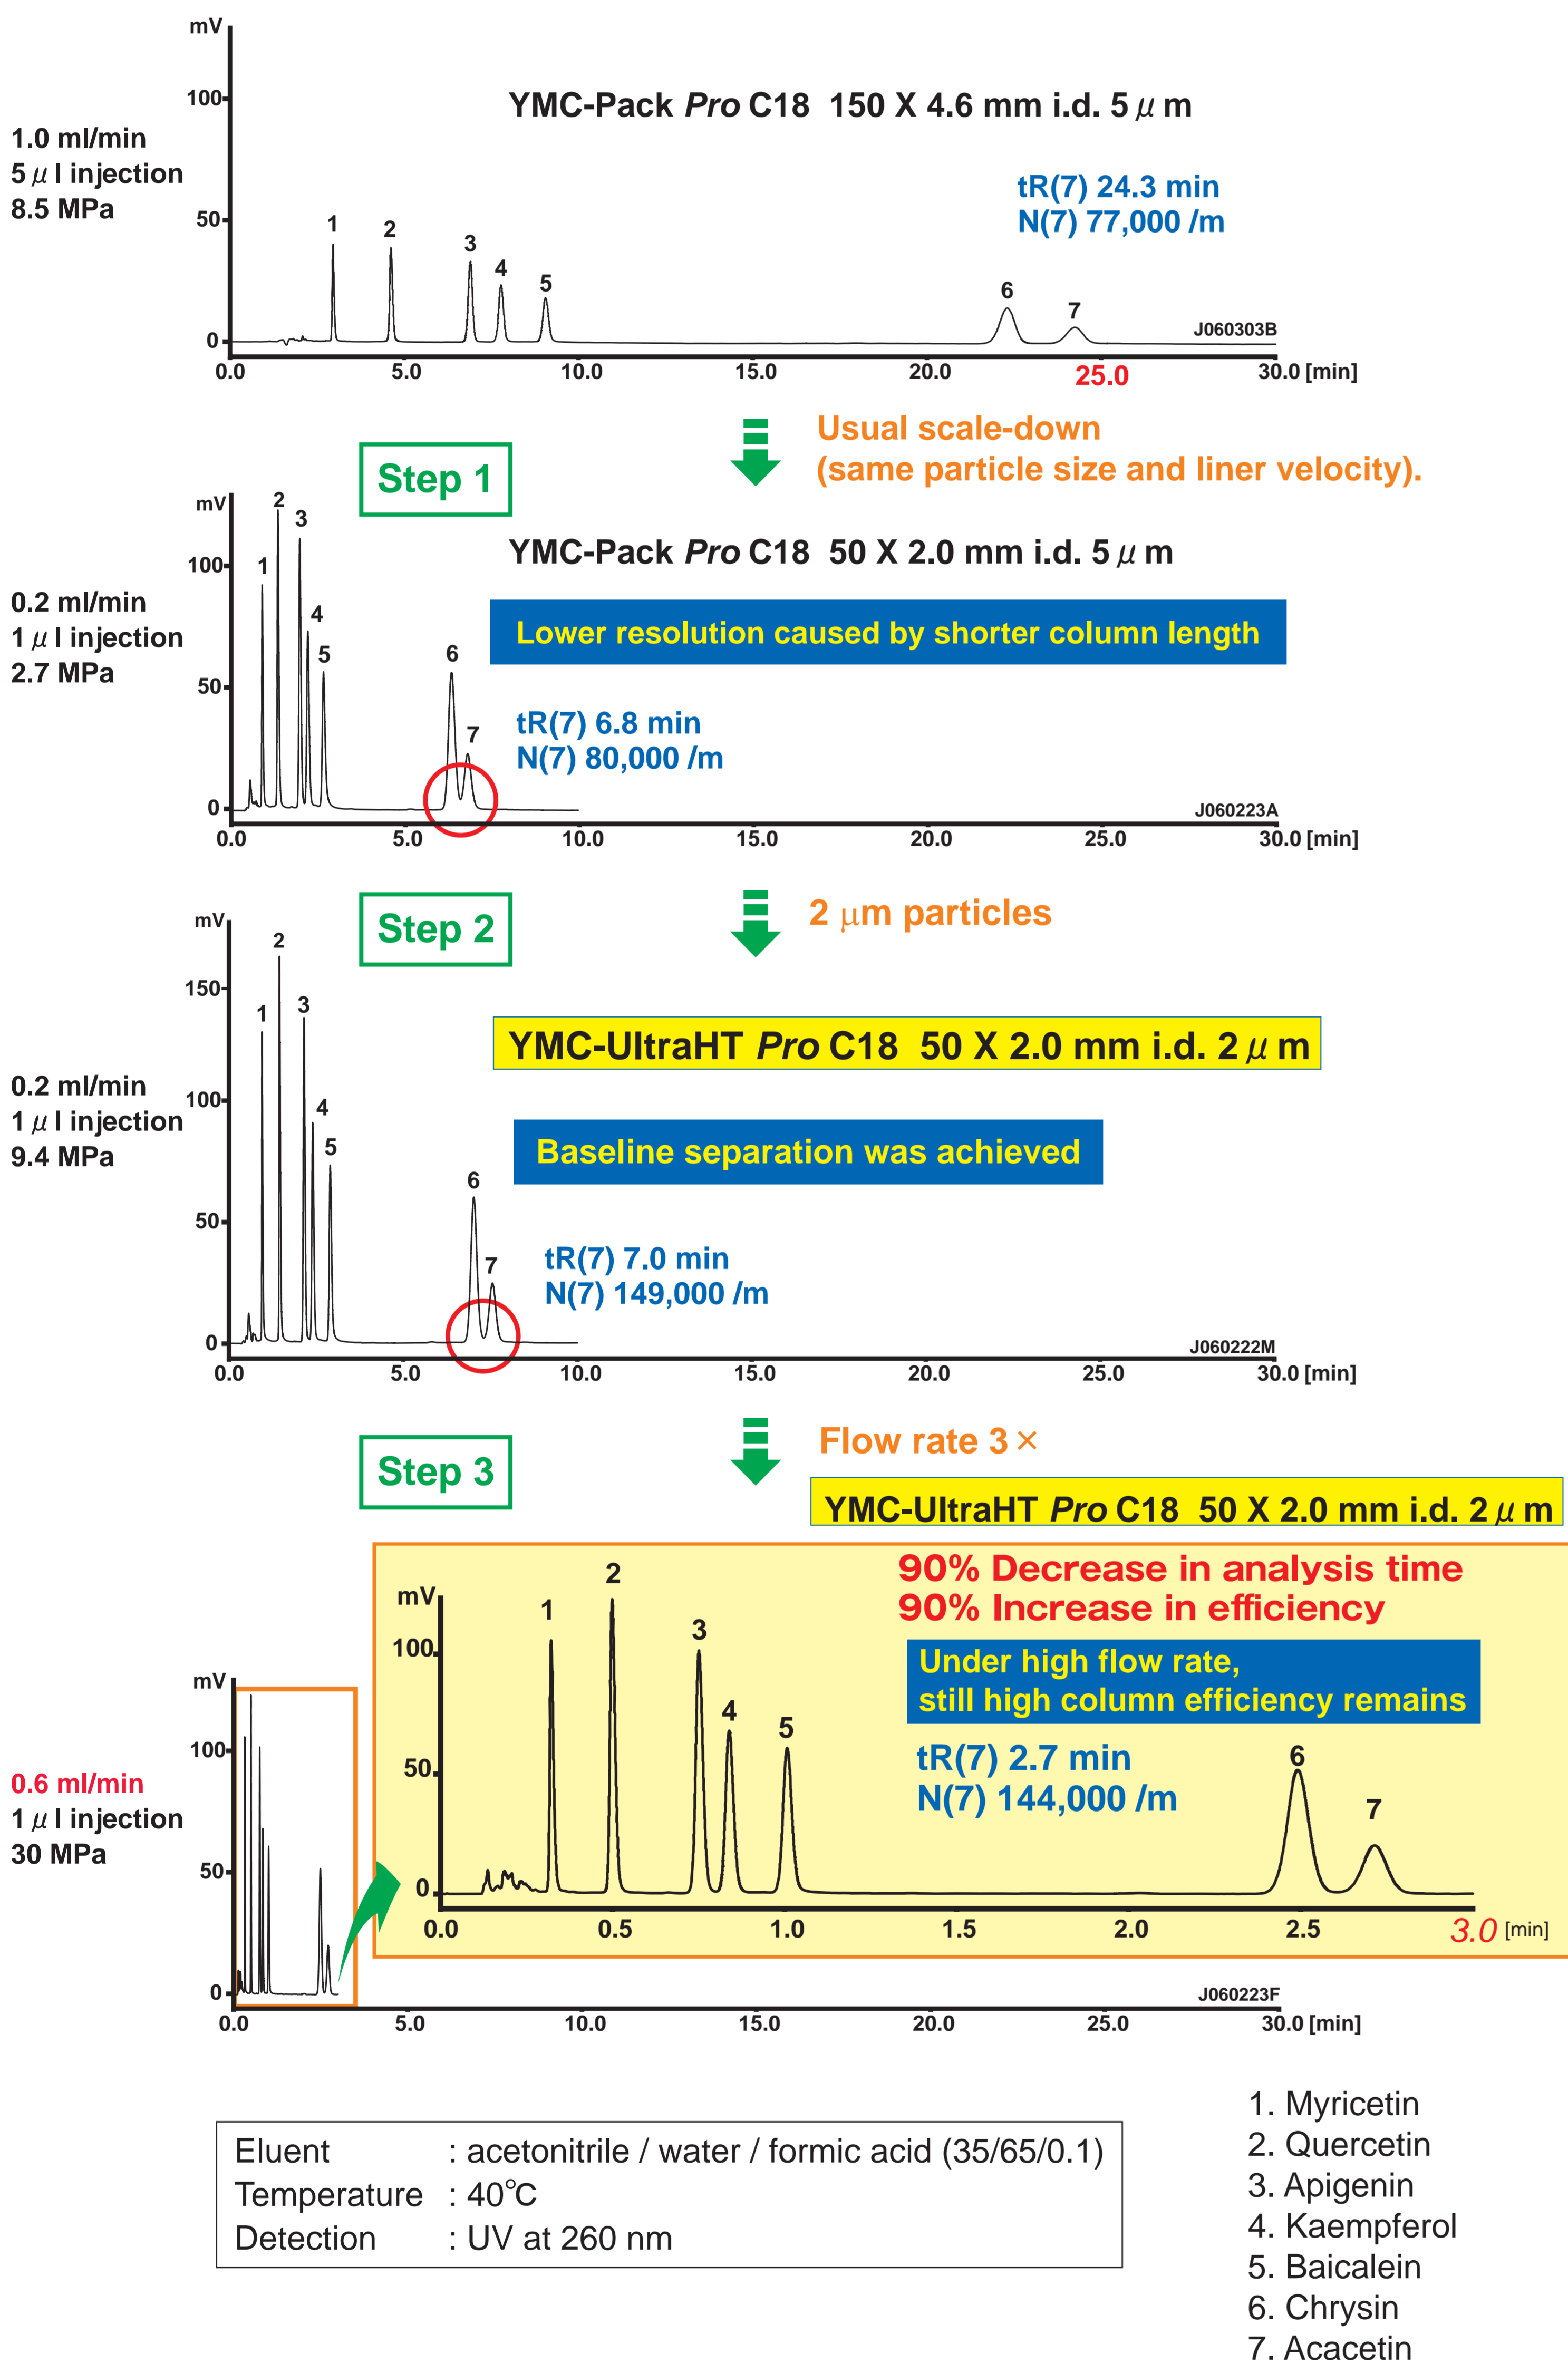 mV
100
YMC-Pack Pro C18 150 X 4.6 mm i.d. 5 μ m
1.0 ml/min
5 μ l injection
8.5 MPa
tR(7) 24.3 min
N(7) 77,000 /m
50
1
2
3
4
5
6
7
J060303B
0
0.0 5.0 10.0 15.0 20.0 25.0 30.0 [min]
Usual scale-down
(same particle size and liner velocity).
Step 1
mV
2
3
YMC-Pack Pro C18 50 X 2.0 mm i.d. 5 μ m
100
1
0.2 ml/min
1 μ l injection
2.7 MPa
4
5
6
Lower resolution caused by shorter column length
50
tR(7) 6.8 min
N(7) 80,000 /m
7
0
J060223A
0.0 5.0 10.0 15.0 20.0 25.0 30.0 [min]
Step 2
2 μm particles
mV
2
150
1
3
YMC-UltraHT Pro C18 50 X 2.0 mm i.d. 2 μ m
0.2 ml/min
1 μ l injection
9.4 MPa
100
4
5
Baseline separation was achieved
6
50
7
tR(7) 7.0 min
N(7) 149,000 /m
0
J060222M
0.0 5.0 10.0 15.0 20.0 25.0 30.0 [min]
Step 3
Flow rate 3 ×
YMC-UltraHT Pro C18 50 X 2.0 mm i.d. 2 μ m
90% Decrease in analysis time
90% Increase in efficiency
mV
1
2
3
4
5
100
Under high flow rate,
still high column efficiency remains
tR(7) 2.7 min
N(7) 144,000 /m
50
6
7
0
0.0 0.5 1.0 1.5 2.0 2.5 3.0 [min]
mV
100
0.6 ml/min
1 μ l injection
30 MPa
50
0
J060223F
0.0 5.0 10.0 15.0 20.0 25.0 30.0 [min]
Eluent : acetonitrile / water / formic acid (35/65/0.1)
Temperature : 40℃
Detection : UV at 260 nm
1. Myricetin
2. Quercetin
3. Apigenin
4. Kaempferol
5. Baicalein
6. Chrysin
7. Acacetin